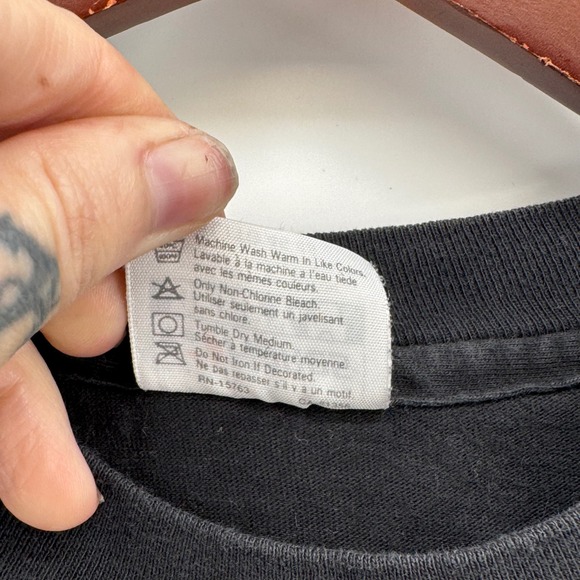 Machine Wash Warm In Like Colors.
Lavable à la machine a l'eau tiède
avec les mêmes couleurs.
Only Non-Chlorine Bleach.
Utiliser seulement un javelisant
sans chlore.
Tumble Dry Medium.
Sécher à température moyenne.
Do Not Iron If Decorated.
Ne pas repasser s'il y a un motif.
RN-15763